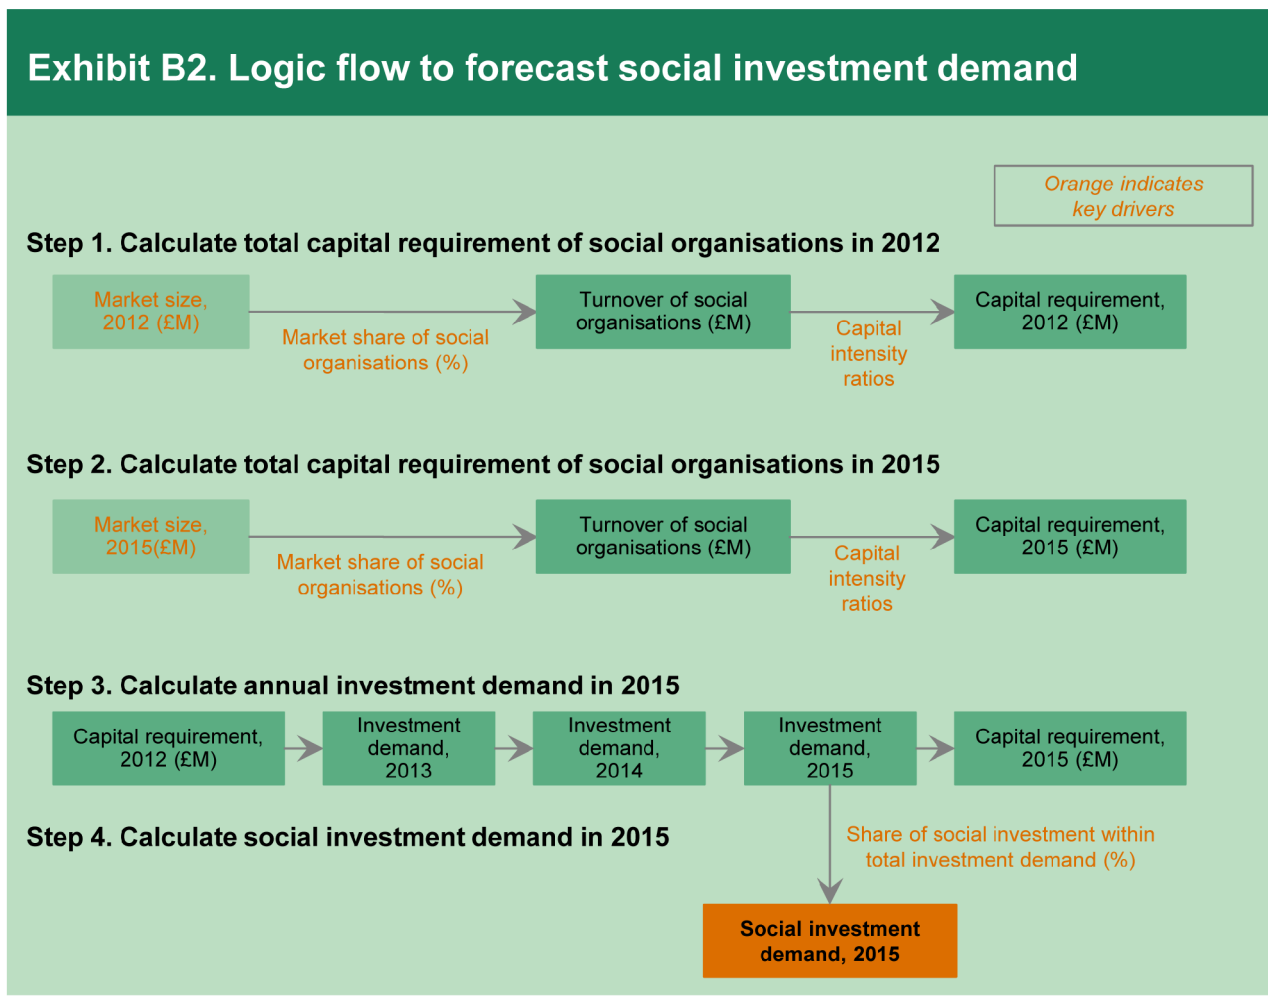 Exhibit B2. Logic flow to forecast social investment demand
Orange indicates
key drivers
Step 1. Calculate total capital requirement of social organisations in 2012
Market size,
2012 (£M)
Market share of social
organisations (%)
Turnover of social
organisations (£M)
Capital
intensity
ratios
Capital requirement,
2012 (£M)
Step 2. Calculate total capital requirement of social organisations in 2015
Market size,
2015(£M)
Market share of social
organisations (%)
Turnover of social
organisations (£M)
Capital
intensity
ratios
Capital requirement,
2015 (£M)
Step 3. Calculate annual investment demand in 2015
Capital requirement,
2012 (£M)
Investment
demand,
2013
Investment
demand,
2014
Investment
demand,
2015
Capital requirement,
2015 (£M)
Step 4. Calculate social investment demand in 2015
Share of social investment within
total investment demand (%)
Social investment
demand, 2015